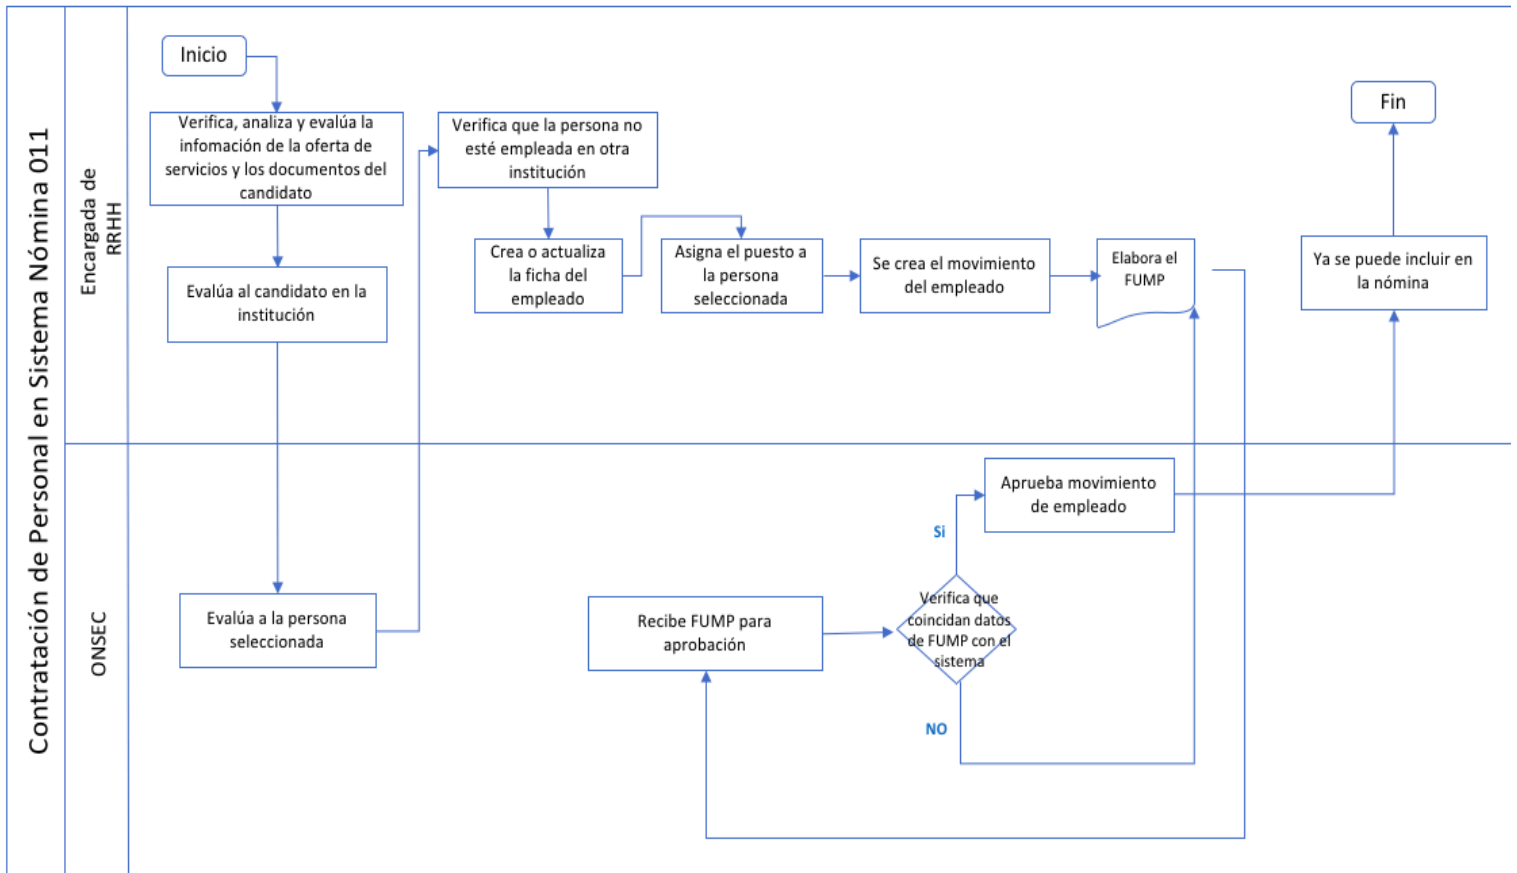 Contratación de Personal en Sistema Nómina 011
Encargada de
RRHH
Inicio
Verifica, analiza y evalúa la
infomación de la oferta de
servicios y los documentos del
candidato
Evalúa al candidato en la
institución
Verifica que la persona no
esté empleada en otra
institución
Crea o actualiza
la ficha del
empleado
Asigna el puesto a
la persona
seleccionada
Se crea el movimiento
del empleado
Elabora el
FUMP
Ya se puede incluir en
la nómina
Fin
ONSEC
Evalúa a la persona
seleccionada
Recibe FUMP para
aprobación
Verifica que
coincidan datos
de FUMP con el
sistema
Si
NO
Aprueba movimiento
de empleado